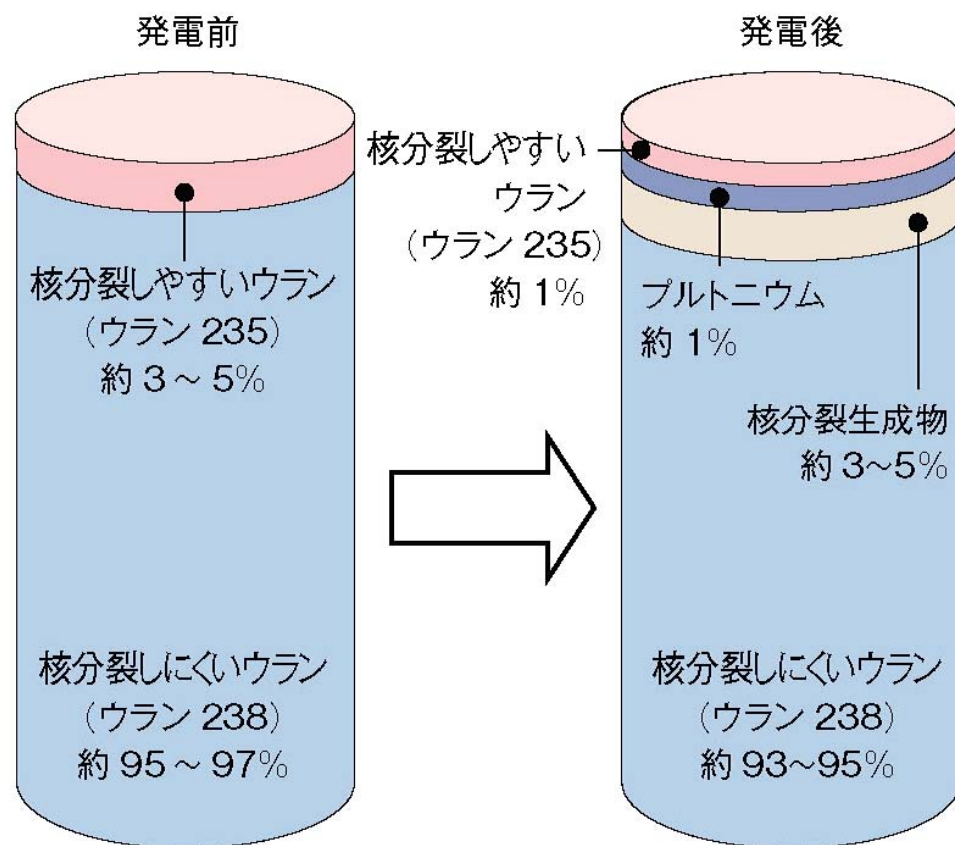 発電前
核分裂しやすいウラン
(ウラン 235)
約 3 ~ 5%
核分裂しにくいウラン
(ウラン 238)
約 95 ~ 97%
発電後
核分裂しやすい
ウラン
(ウラン 235)
約 1%
プルトニウム
約 1%
核分裂生成物
約 3~5%
核分裂しにくいウラン
(ウラン 238)
約 93~95%